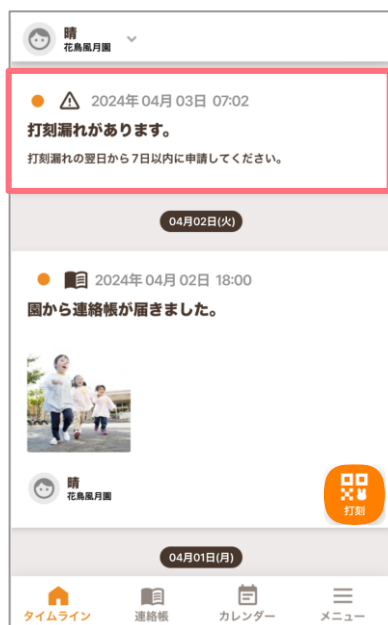 晴
花鳥風月園
2024年 04月 03日 07:02
打刻漏れがあります。
打刻漏れの翌日から7日以内に申請してください。
04月02日(火)
2024年 04月 02日 18:00
園から連絡帳が届きました。
晴
花鳥風月園
打刻
04月01日(月)
タイムライン
連絡帳
カレンダー
メニュー